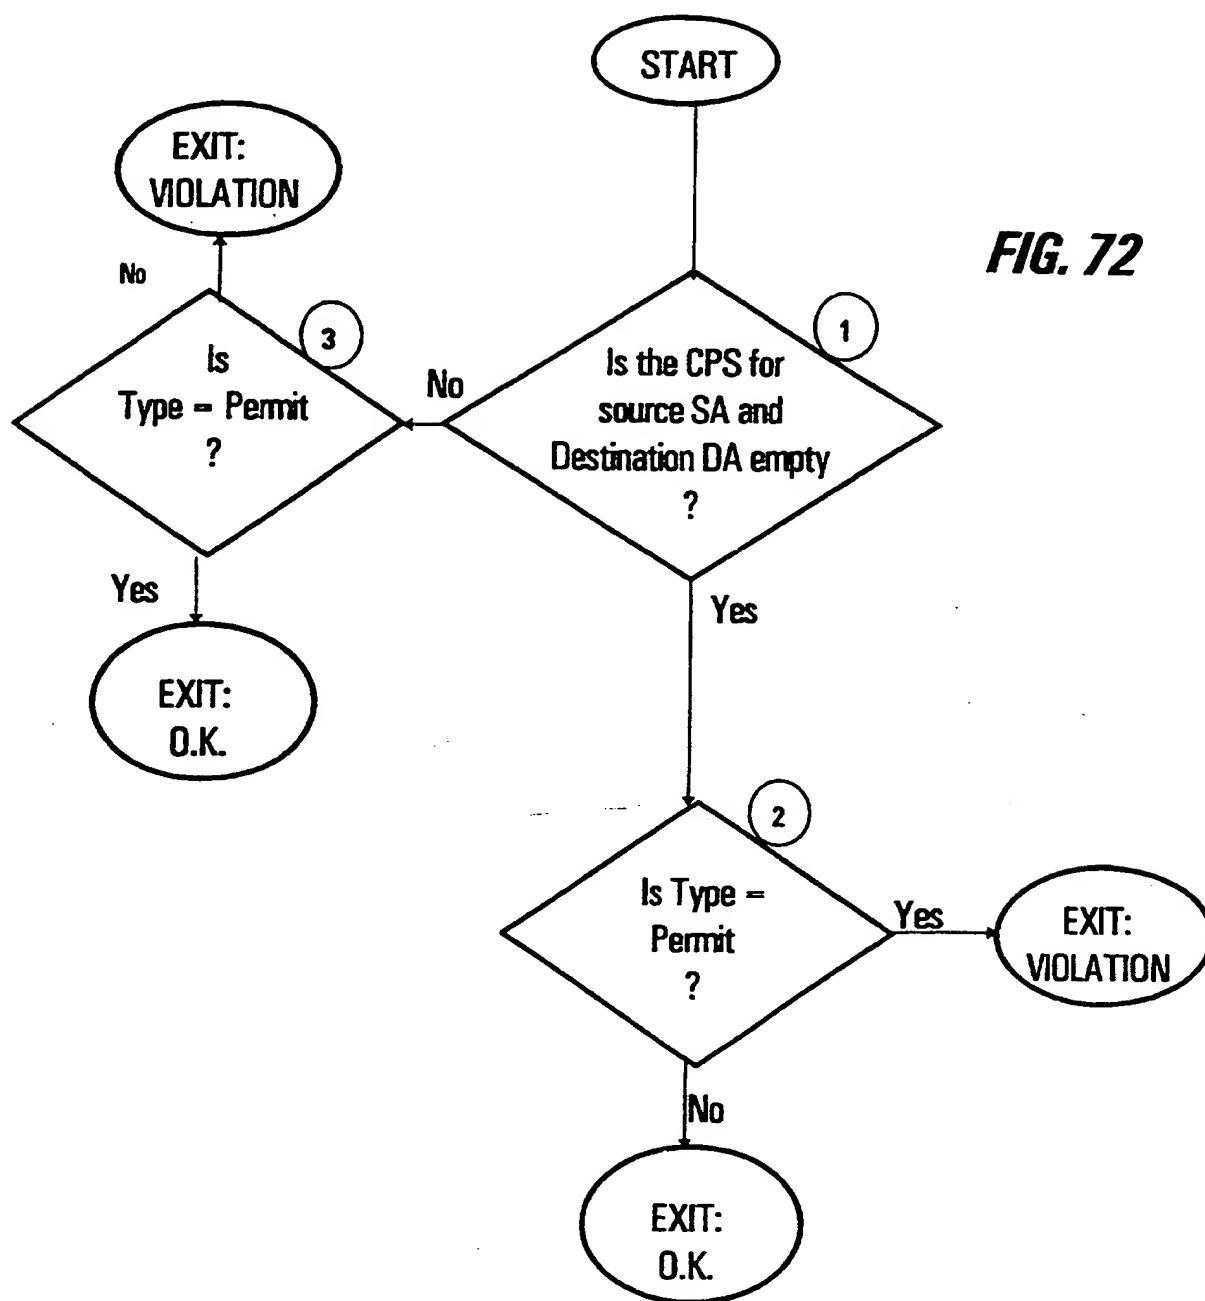 START
EXIT:
VIOLATION
FIG. 72
No
3
Is
Type = Permit
?
No
1
Is the CPS for
source SA and
Destination DA empty
?
Yes
EXIT:
O.K.
Yes
2
Is Type =
Permit
?
Yes
EXIT:
VIOLATION
No
EXIT:
O.K.